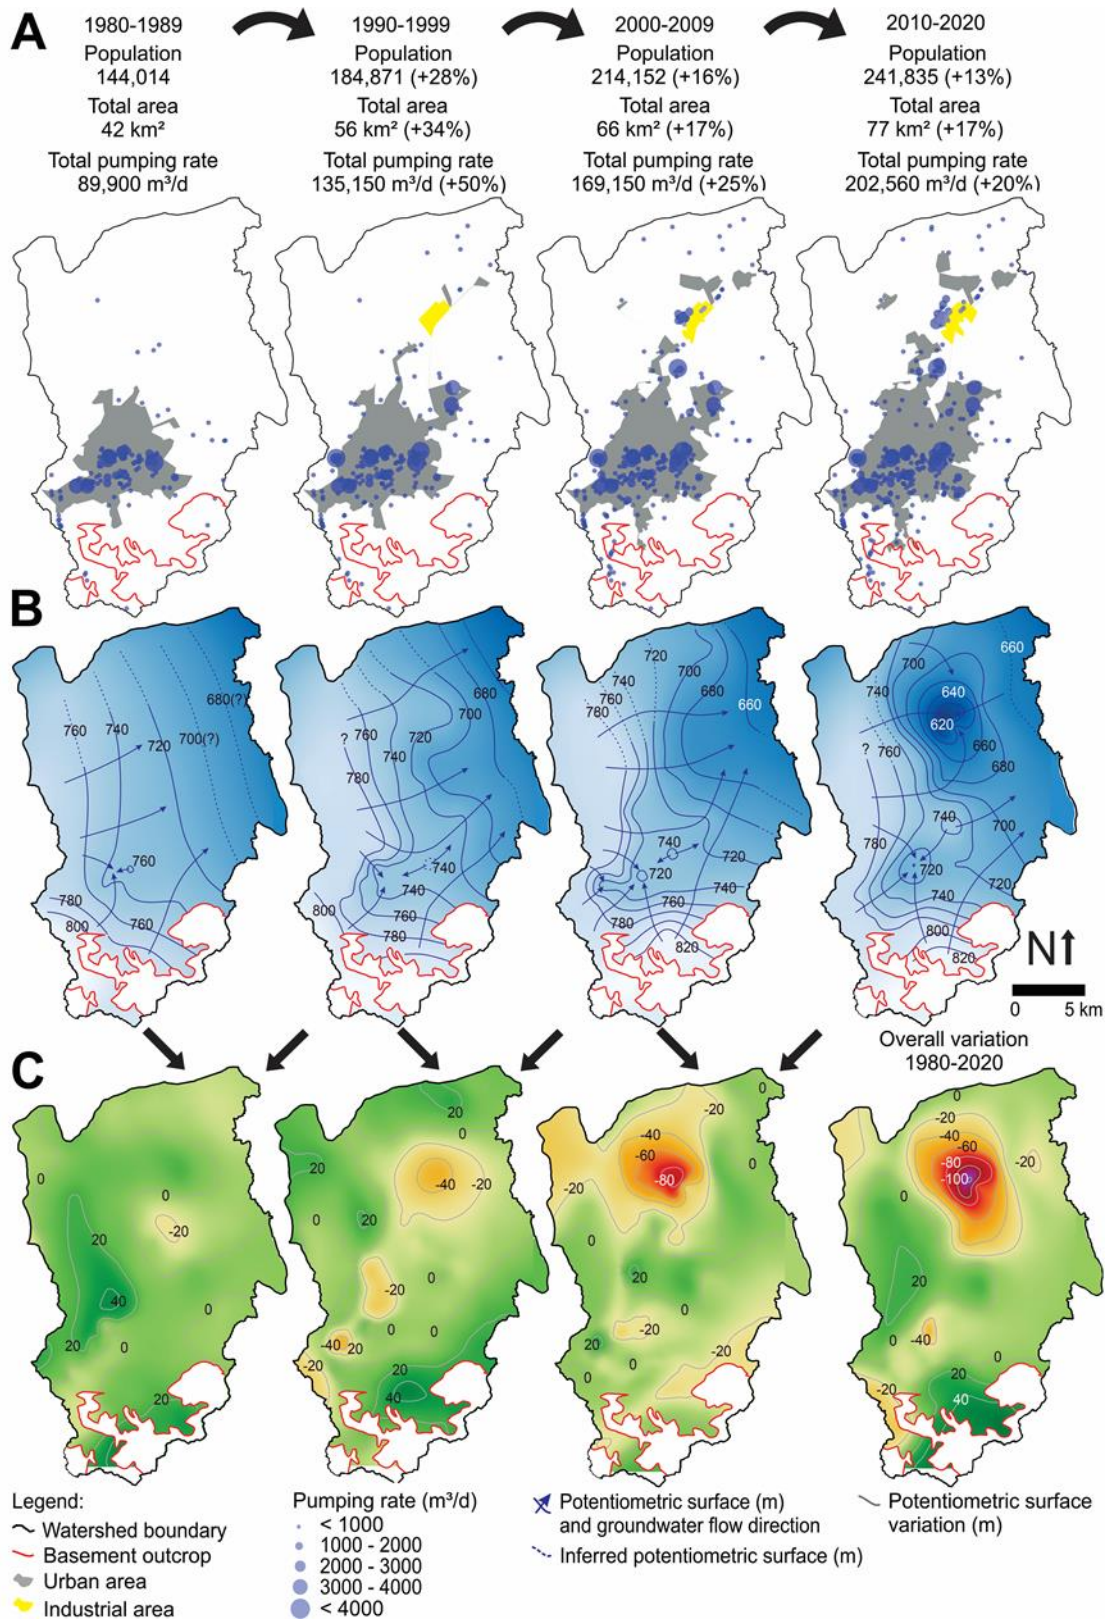 A
1980-1989
Population
144,014
Total area
42 km²
Total pumping rate
89,900 m³/d
1990-1999
Population
184,871 (+28%)
Total area
56 km² (+34%)
Total pumping rate
135,150 m³/d (+50%)
2000-2009
Population
214,152 (+16%)
Total area
66 km² (+17%)
Total pumping rate
169,150 m³/d (+25%)
2010-2020
Population
241,835 (+13%)
Total area
77 km² (+17%)
Total pumping rate
202,560 m³/d (+20%)
B
760
740
720
700(?)
680(?)
760
780
800
760
?
760
780
740
720
700
680
740
740
800
760
780
720
740
760
780
700
680
660
740
720
720
740
760
780
820
700
740
?
760
640
620
660
680
660
740
700
780
720
740
720
800
820
N
0 5 km
C
0
0
-20
20
40
0
20
0
20
20
0
20
-40
-20
0
20
0
-20
0
0
-40
20
-20
20
40
0
-20
-40
-60
-80
0
-20
0
20
0
-20
20
0
-20
0
Overall variation
1980-2020
0
-20
-40
-60
-80
-100
-20
0
20
0
-40
0
20
-20
40
Legend:
Watershed boundary
Basement outcrop
Urban area
Industrial area
Pumping rate (m³/d)
< 1000
1000 - 2000
2000 - 3000
3000 - 4000
< 4000
Potentiometric surface (m)
and groundwater flow direction
Inferred potentiometric surface (m)
Potentiometric surface
variation (m)